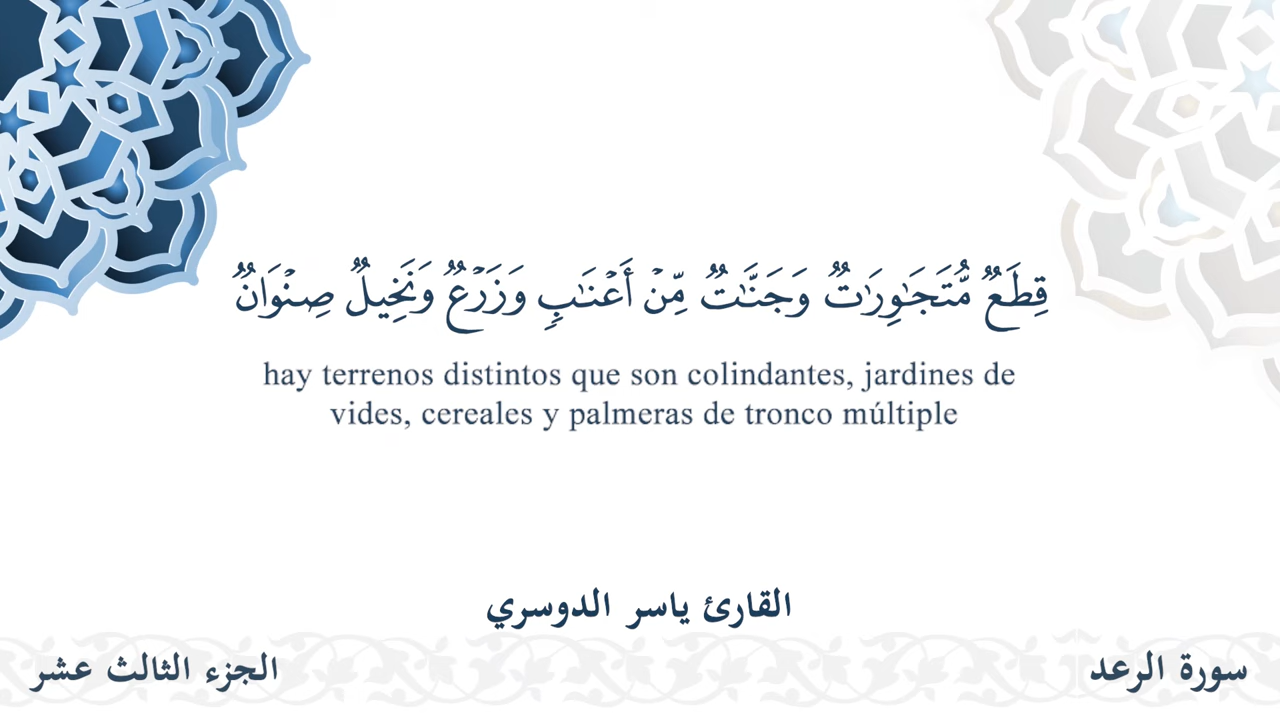 قِطَعٌ مُّتَجَـٰوِرَٰتٌ وَجَنَّـٰتٌ مِّنْ أَعْنَـٰبٍ وَزَرْعٌ وَنَخِيلٌ صِنْوَانٌ
hay terrenos distintos que son colindantes, jardines de
vides, cereales y palmeras de tronco múltiple
القارئ ياسر الدوسري
سورة الرعد
الجزء الثالث عشر